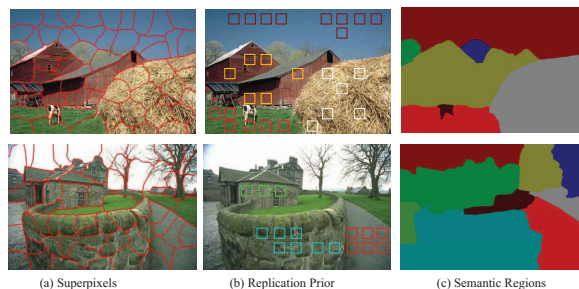 (a) Superpixels
(b) Replication Prior
(c) Semantic Regions